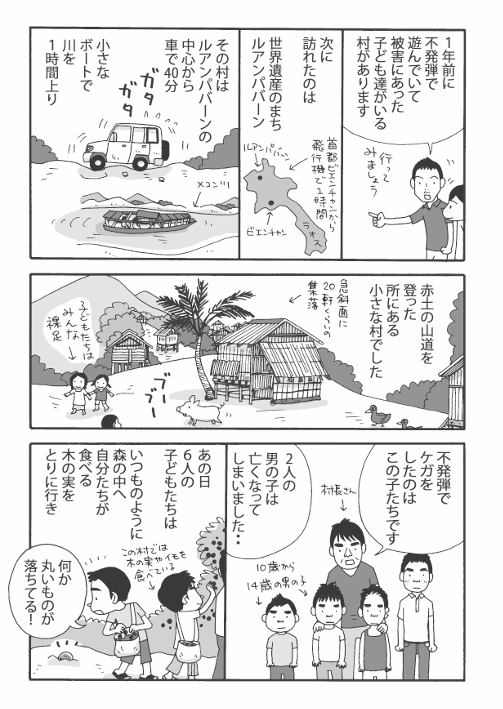 1年前に
不発弾で
遊んでいて
被害にあった
子ども達がいる
村があります
行って
みましょう
次に
訪れたのは
世界遺産のまち
ルアンパバーン
首都ビエンチャンから
飛行機で1時間
ルアンパバーン
ビエンチャン
ラオス
その村は
ルアンパバーンの
中心から
車で40分
ガタ
ガタ
小さな
ボートで
川を
1時間上り
メコン川
赤土の山道を
登った
所にある
小さな村でした
急斜面に
20軒くらいの
集落
ブー
ブー
子どもたちは
みんな
裸足
不発弾で
ケガを
したのは
この子たちです
村長さん
2人の
男の子は
亡くなって
しまいました・・
10歳から
14歳の男の子
あの日
6人の
子どもたちは
いつものように
森の中へ
自分たちが
食べる
木の実を
とりに行き
この村では
木の実やイモを
食べている
何か
丸いものが
落ちてる!